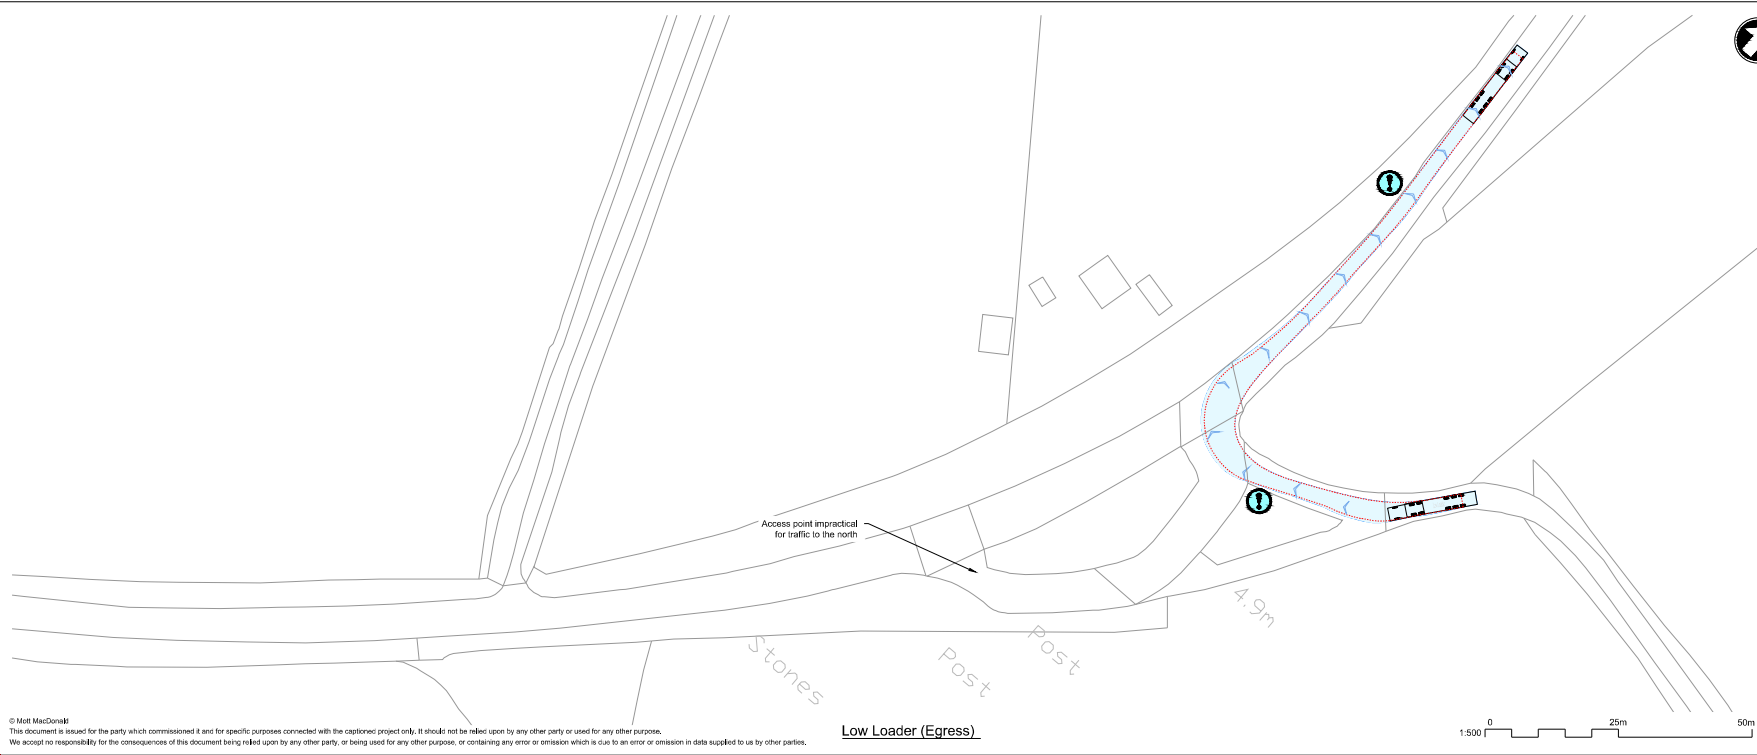 Access point impractical
for traffic to the north
4.9m
Stones
Post
Post
© Mott MacDonald
This document is issued for the party which commissioned it and for specific purposes connected with the captioned project only. It should not be relied upon by any other party or used for any other purpose.
We accept no responsibility for the consequences of this document being relied upon by any other party, or being used for any other purpose, or containing any error or omission which is due to an error or omission in data supplied to us by other parties.
Low Loader (Egress)
0 25m 50m
1:500